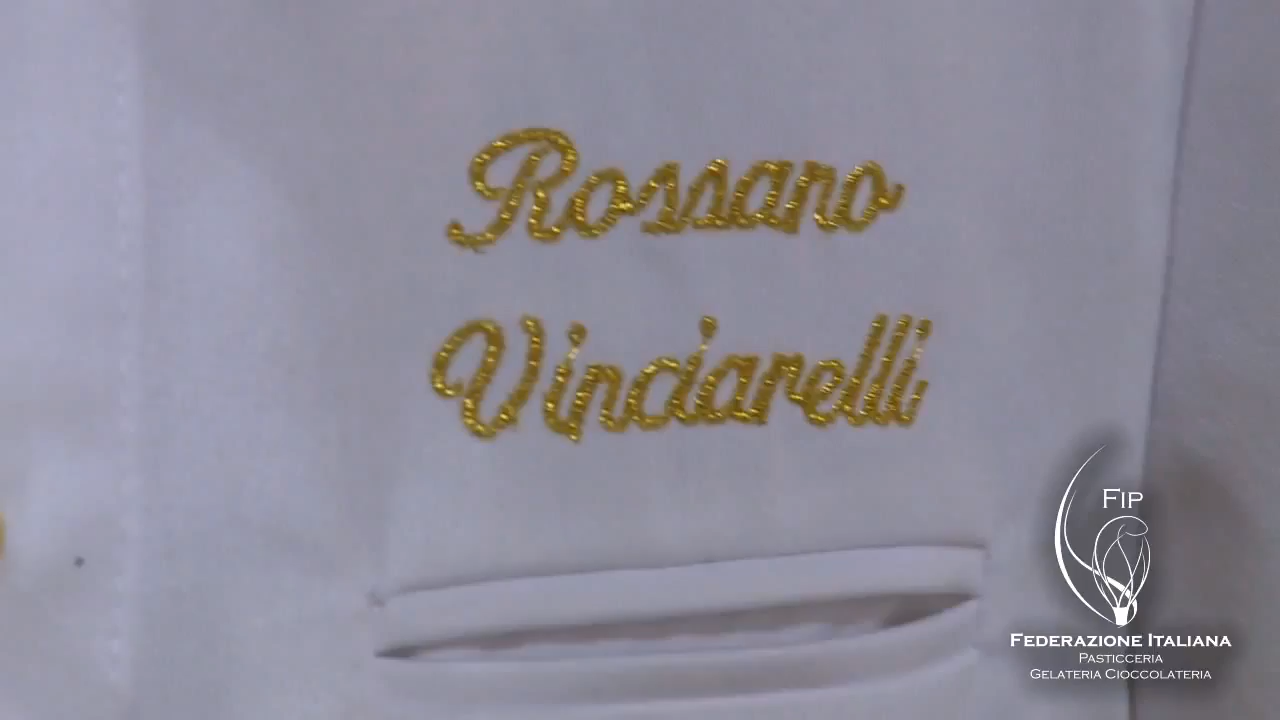 Rossano
Vinciarelli
FIP
FEDERAZIONE ITALIANA
PASTICCERIA
GELATERIA CIOCCOLATERIA